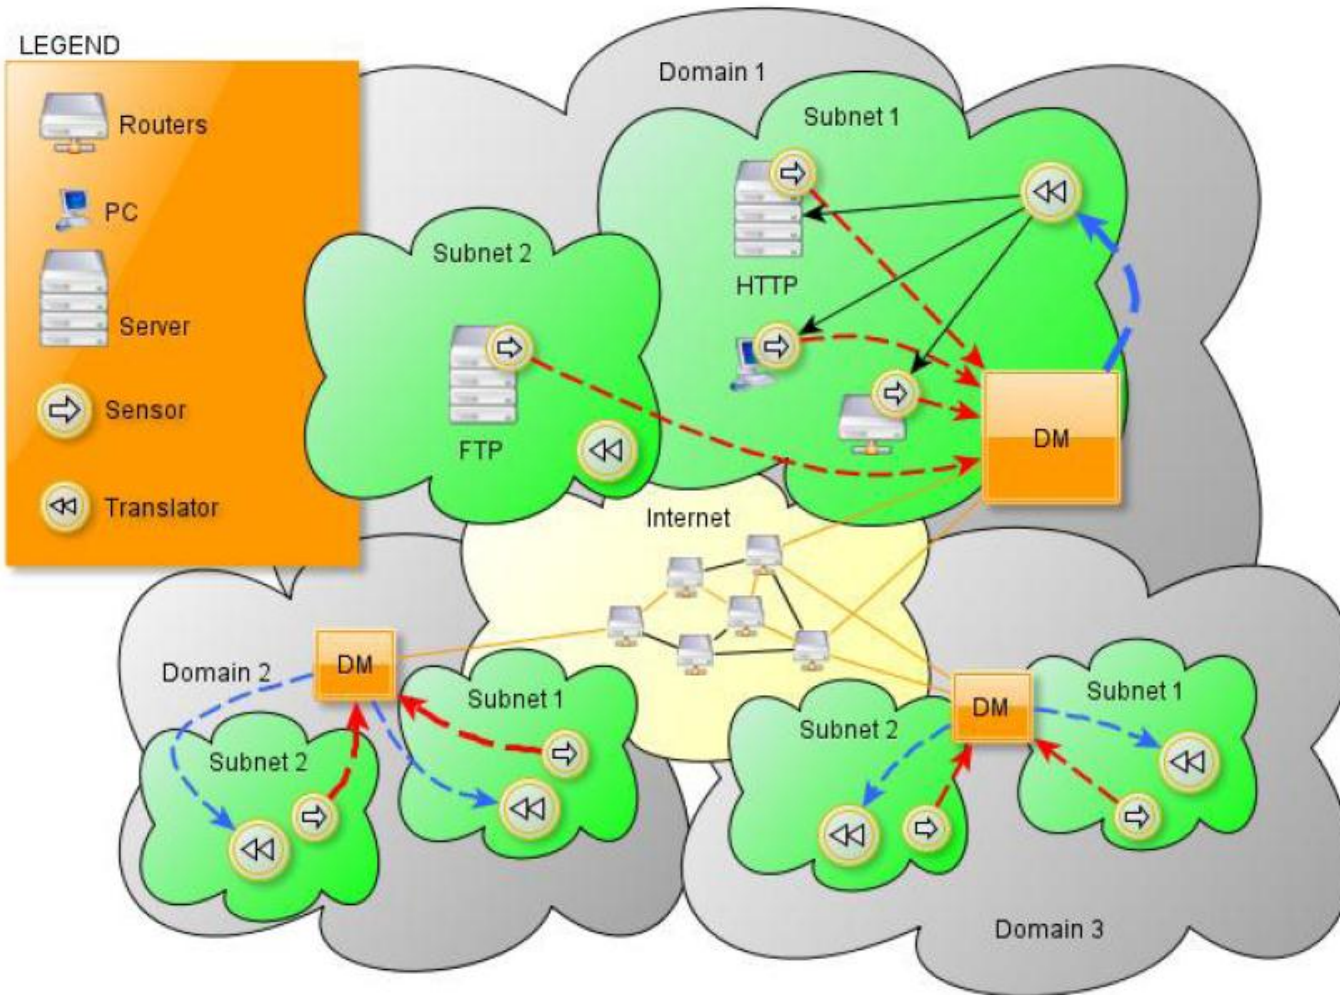 LEGEND
Routers
PC
Server
Sensor
Translator
Domain 1
Subnet 1
HTTP
DM
Subnet 2
FTP
Internet
Domain 2
DM
Subnet 1
Subnet 2
DM
Subnet 1
Subnet 2
Domain 3